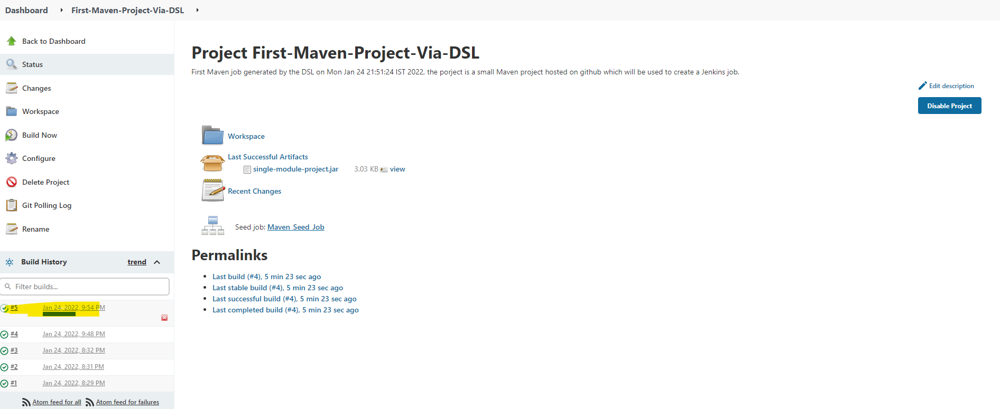 Dashboard First-Maven-Project-Via-DSL
Back to Dashboard
Status
Changes
Workspace
Build Now
Configure
Delete Project
Git Polling Log
Rename
Build History trend
Filter builds...
#5 Jan 24, 2022, 9:54 PM
#4 Jan 24, 2022, 9:48 PM
#3 Jan 24, 2022, 8:32 PM
#2 Jan 24, 2022, 8:31 PM
#1 Jan 24, 2022, 8:29 PM
Atom feed for all Atom feed for failures
Project First-Maven-Project-Via-DSL
First Maven job generated by the DSL on Mon Jan 24 21:51:24 IST 2022, the porject is a small Maven project hosted on github which will be used to create a Jenkins job.
Edit description
Disable Project
Workspace
Last Successful Artifacts
single-module-project.jar 3.03 KB view
Recent Changes
Seed job: Maven_Seed_Job
Permalinks
Last build (#4), 5 min 23 sec ago
Last stable build (#4), 5 min 23 sec ago
Last successful build (#4), 5 min 23 sec ago
Last completed build (#4), 5 min 23 sec ago